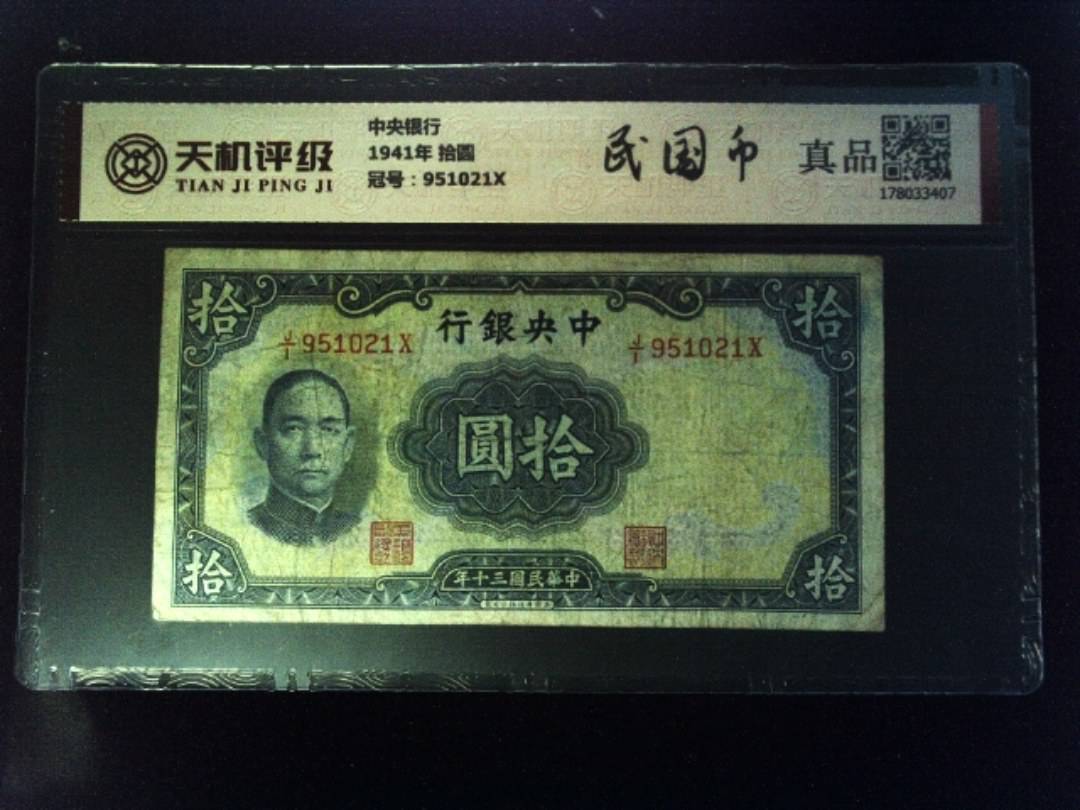 天机评级
TIAN JI PING JI
中央银行
1941年 拾圆
冠号：951021X
民国币
真品
178033407
拾
拾
行銀央中
J/1 951021X
J/1 951021X
圓拾
拾
年十三國民華中
拾